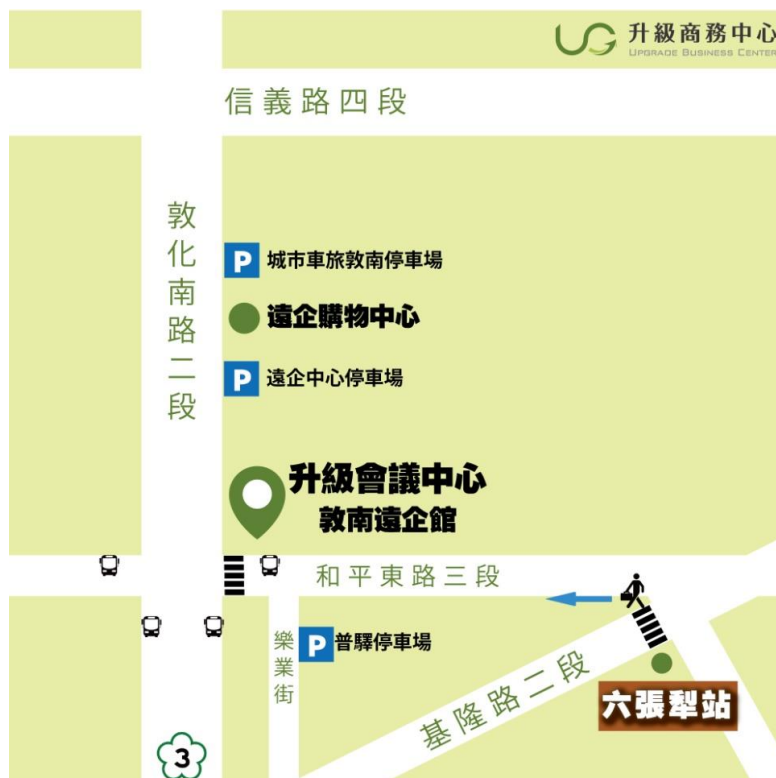 升級商務中心
UPGRADE BUSINESS CENTER
信義路四段
敦化南路二段
P 城市車旅敦南停車場
遠企購物中心
P 遠企中心停車場
升級會議中心
敦南遠企館
和平東路三段
樂業街
P 普驛停車場
基隆路二段
六張犁站
3